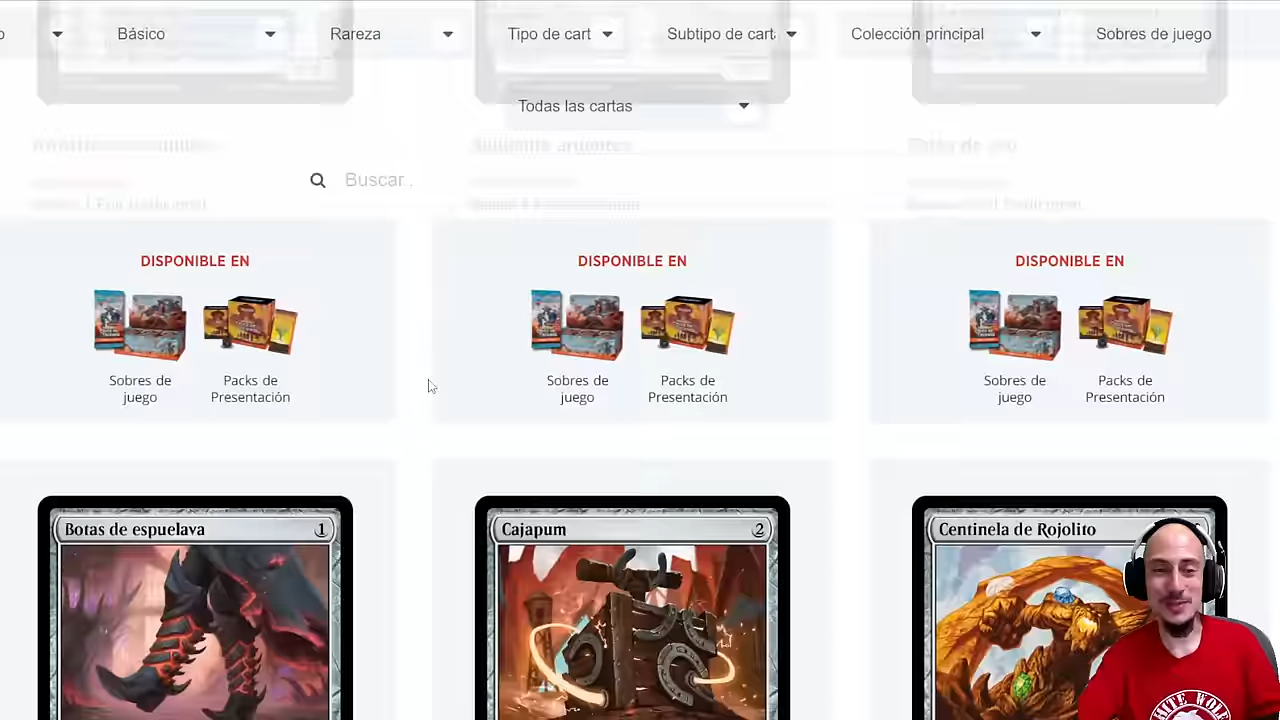 Básico
Rareza
Tipo de cart
Subtipo de cart
Colección principal
Sobres de juego
Todas las cartas
Buscar..
DISPONIBLE EN
DISPONIBLE EN
DISPONIBLE EN
Sobres de
juego
Packs de
Presentación
Sobres de
juego
Packs de
Presentación
Sobres de
juego
Packs de
Presentación
Botas de espuelava
1
Cajapum
2
Centinela de Rojolito
WHITE WOLF